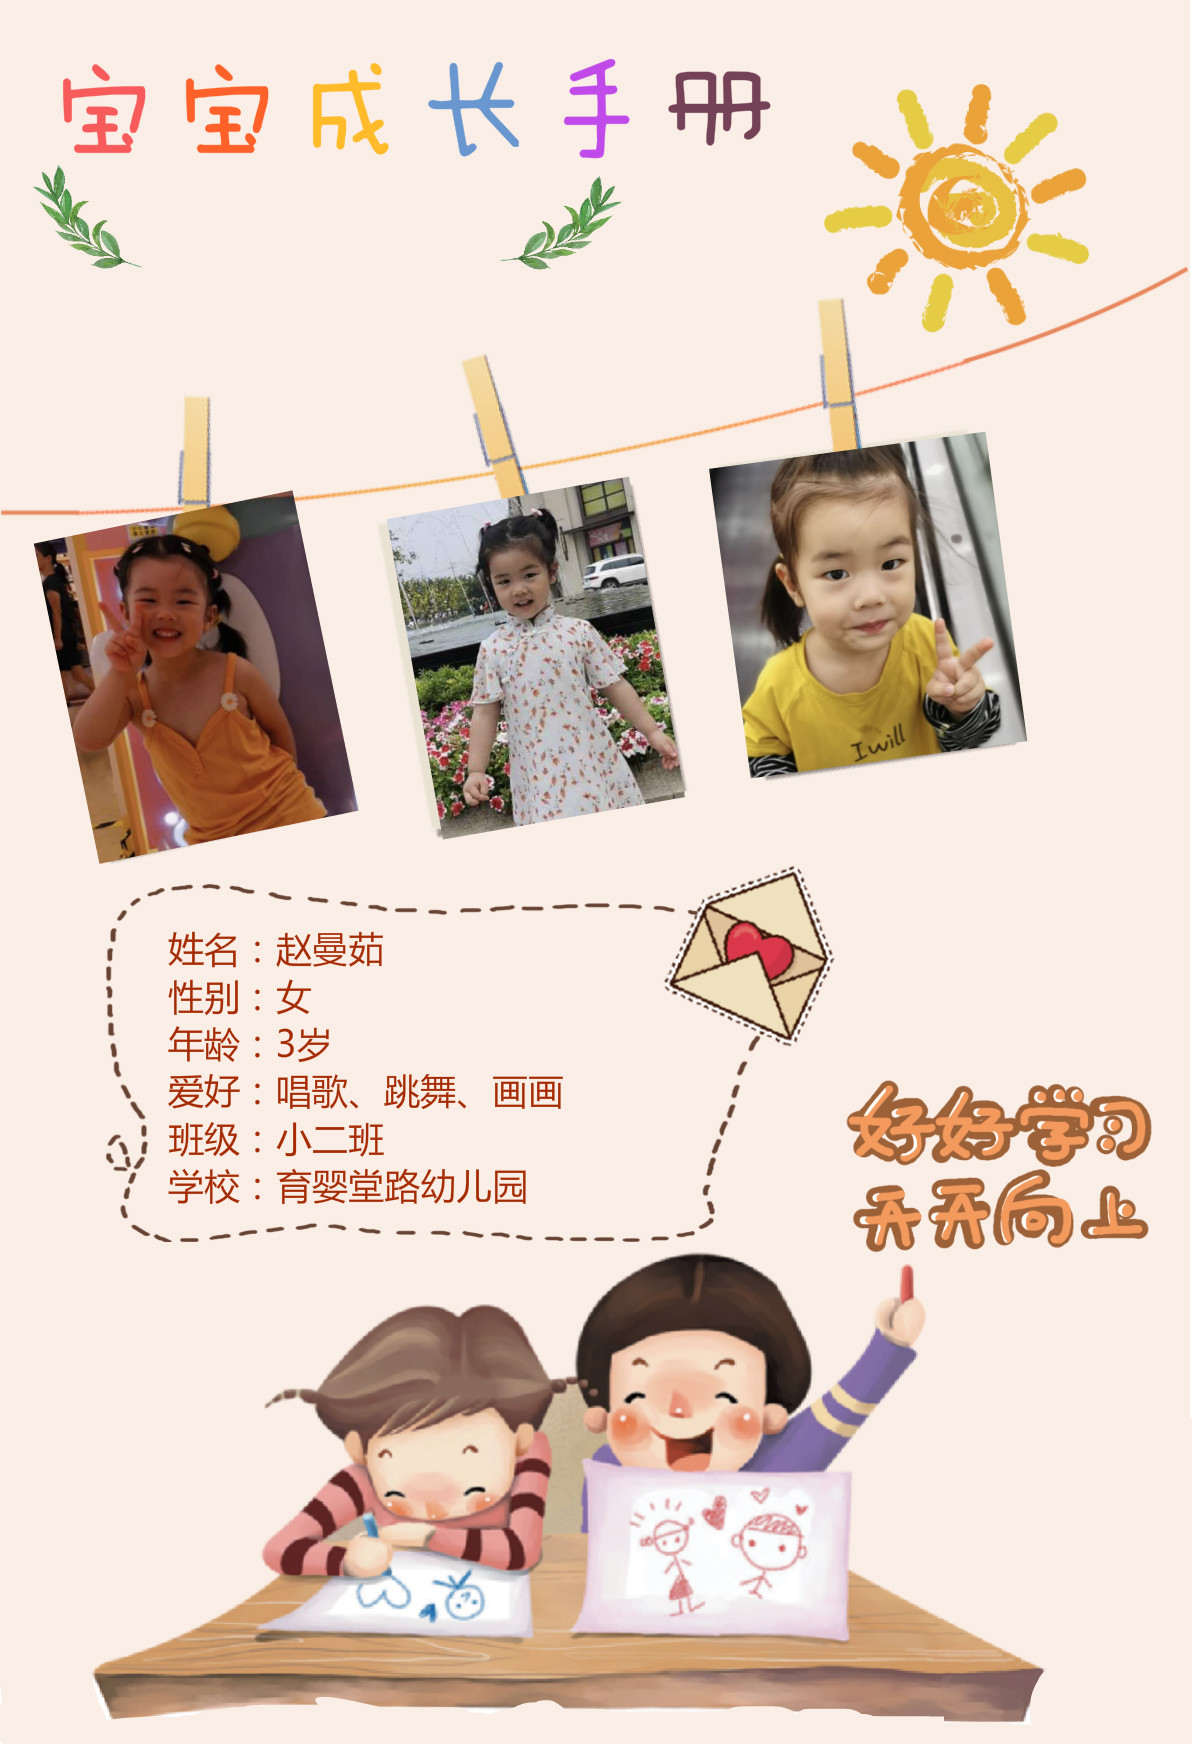 宝宝成长手册
I will
姓名：赵曼茹
性别：女
年龄：3岁
爱好：唱歌、跳舞、画画
班级：小二班
学校：育婴堂路幼儿园
好好学习
天天向上